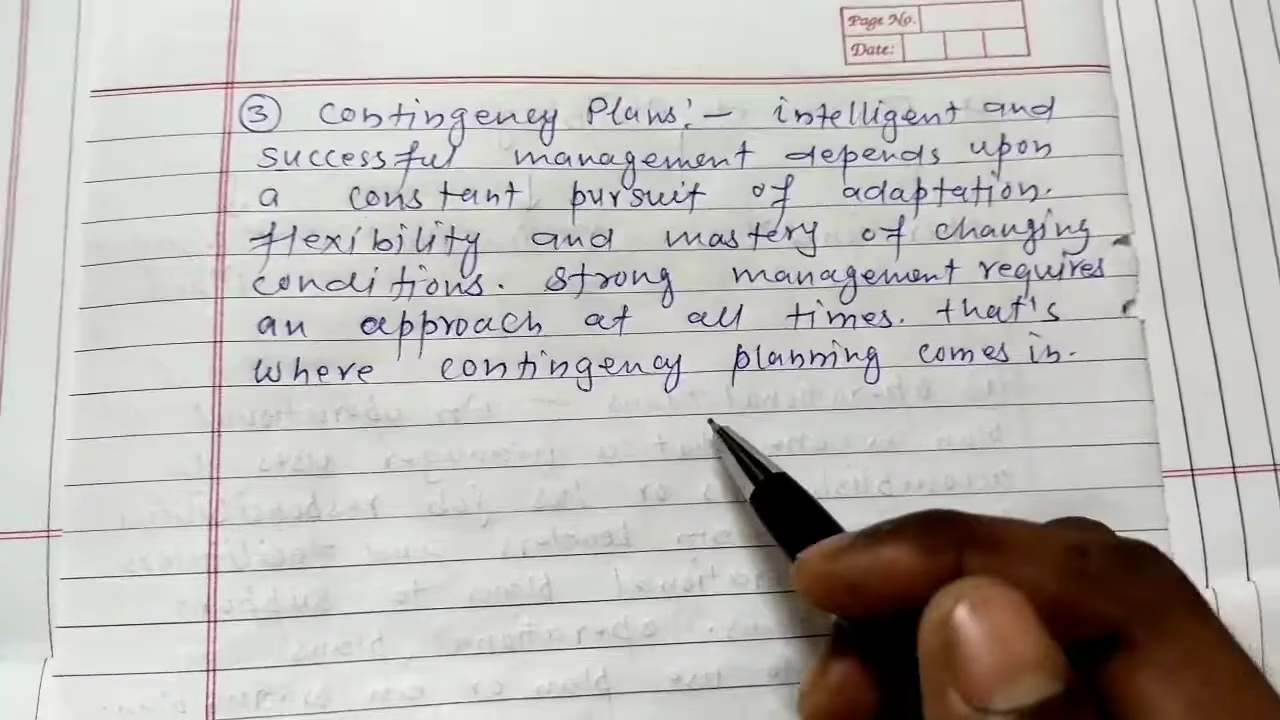 Page No.
Date:
③ Contingency Plans:- intelligent and
successful management depends upon
a constant pursuit of adaptation.
flexibility and mastery of changing
conditions. strong management requires
an approach at all times. that's
where contingency planning comes in.